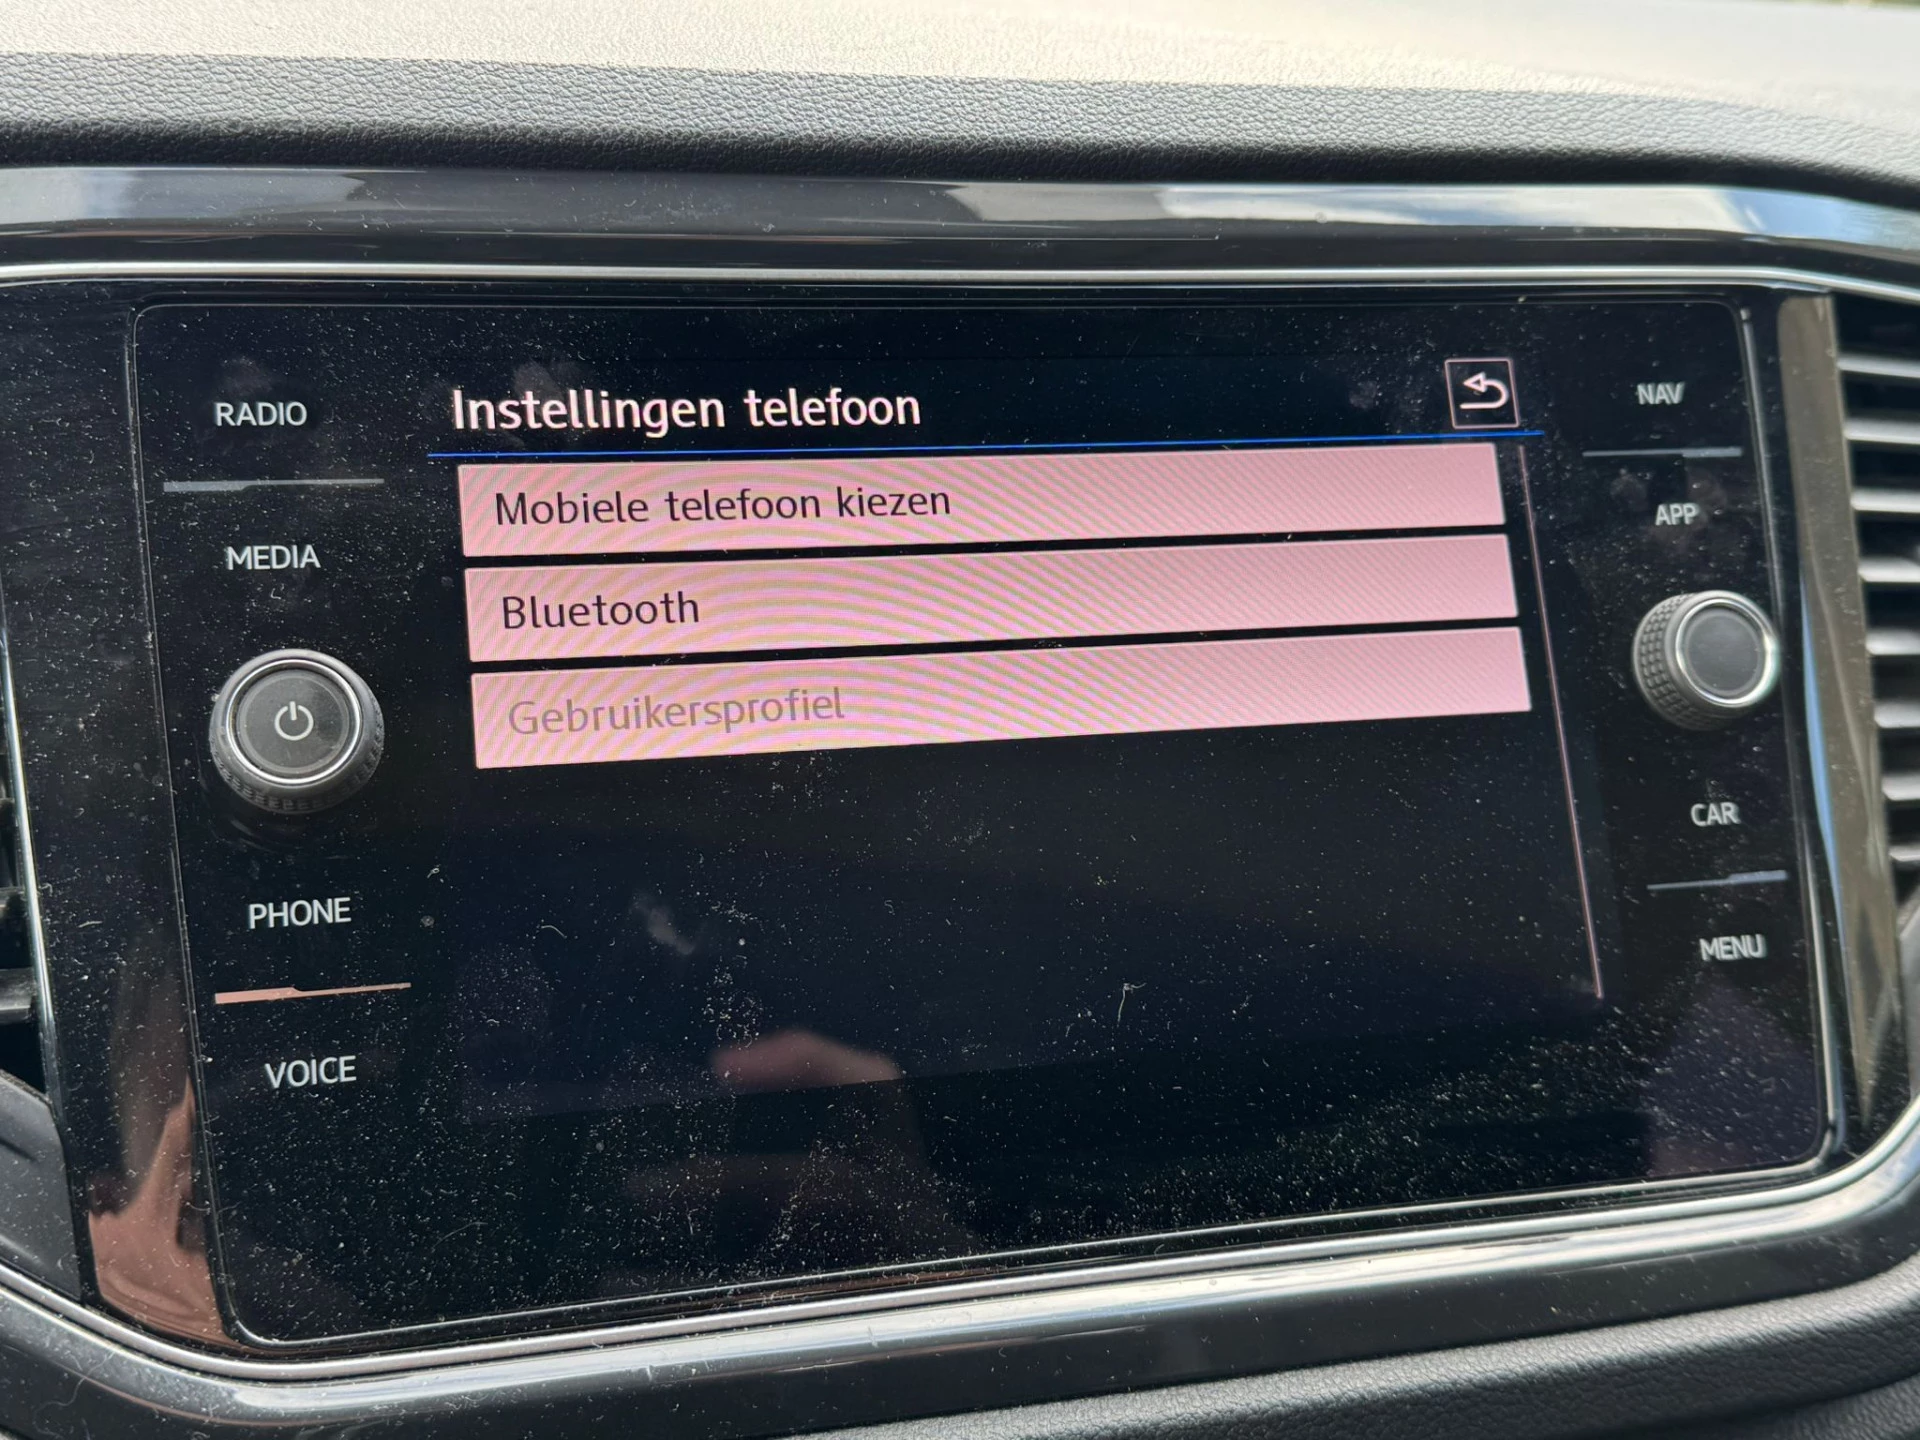 RADIO
MEDIA
PHONE
VOICE
Instellingen telefoon
Mobiele telefoon kiezen
Bluetooth
Gebruikersprofiel
NAV
APP
CAR
MENU